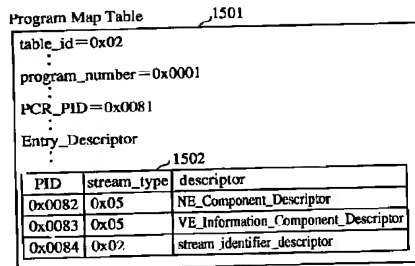 Program Map Table 1501
table_id=0x02
program_number=0x0001
PCR_PID=0x0081
Entry_Descriptor
1502
PID stream_type descriptor
0x0082 0x05 NE_Component_Descriptor
0x0083 0x05 VE_Information_Component_Descriptor
0x0084 0x02 stream_identifier_descriptor